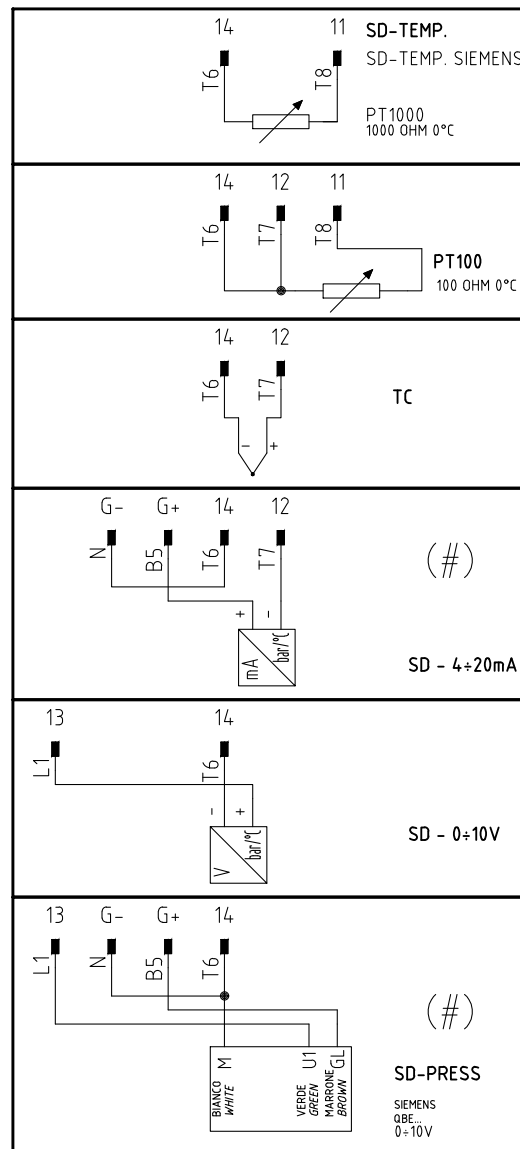 14 11 SD-TEMP.
SD-TEMP. SIEMENS
T6 T8
PT1000
1000 OHM 0°C
14 12 11
T6 T7 T8
PT100
100 OHM 0°C
14 12
T6 T7
TC
- +
G- G+ 14 12
N B5 T6 T7
(#)
+ -
mA bar/°C
SD - 4÷20mA
13 14
L1 T6
- +
V bar/°C
SD - 0÷10V
13 G- G+ 14
L1 N B5 T6
(#)
M U1 GL
BIANCO VERDE MARRONE
WHITE GREEN BROWN
SD-PRESS
SIEMENS
QBE...
0÷10V